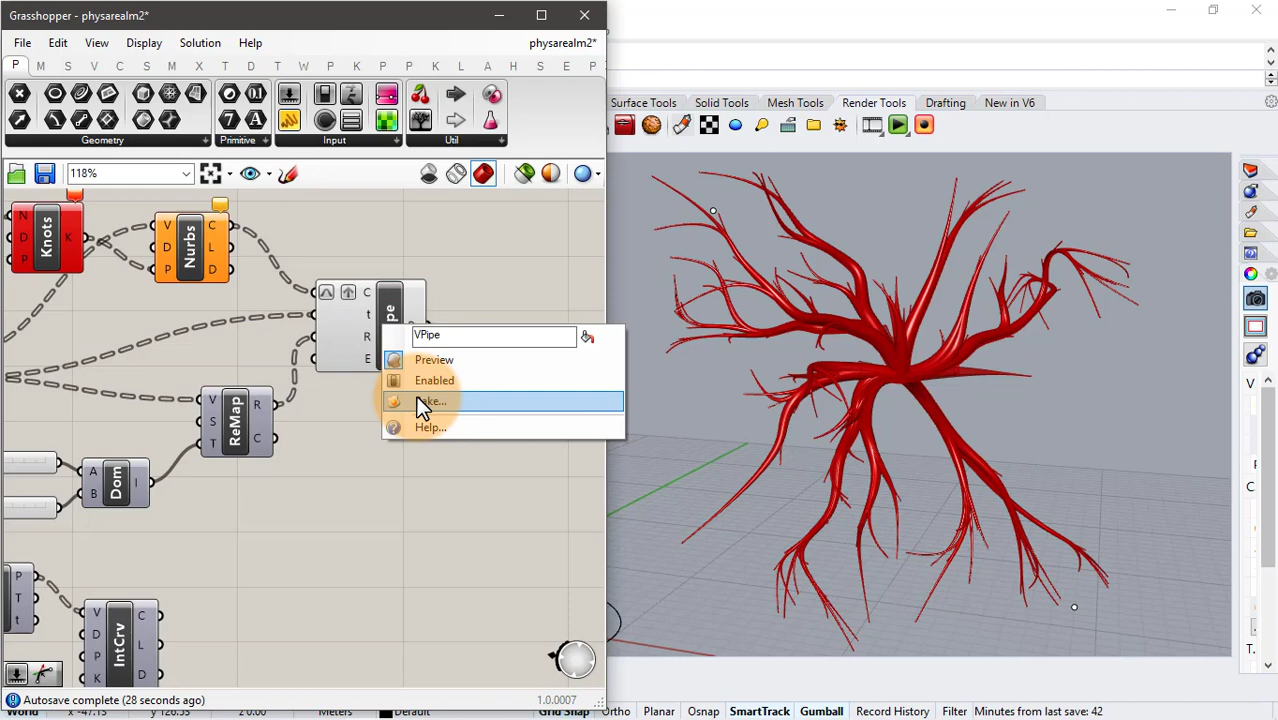 Grasshopper - physarealm2*
File Edit View Display Solution Help physarealm2*
P M S V C S M X T D T W P K P P L A H S E P
Geometry Primitive Input Util
Surface Tools Solid Tools Mesh Tools Render Tools Drafting New in V6
118%
N D P Knots K
V D P Nurbs C L D
C t R E
VPipe
Preview
Enabled
Help...
V S T ReMap R C
A B Dom I
P T t
V D P K IntCrv C L D
V
C
Autosave complete (28 seconds ago) 1.0.0007
Meters Default Grid Snap Ortho Planar Osnap SmartTrack Gumball Record History Filter Minutes from last save: 42